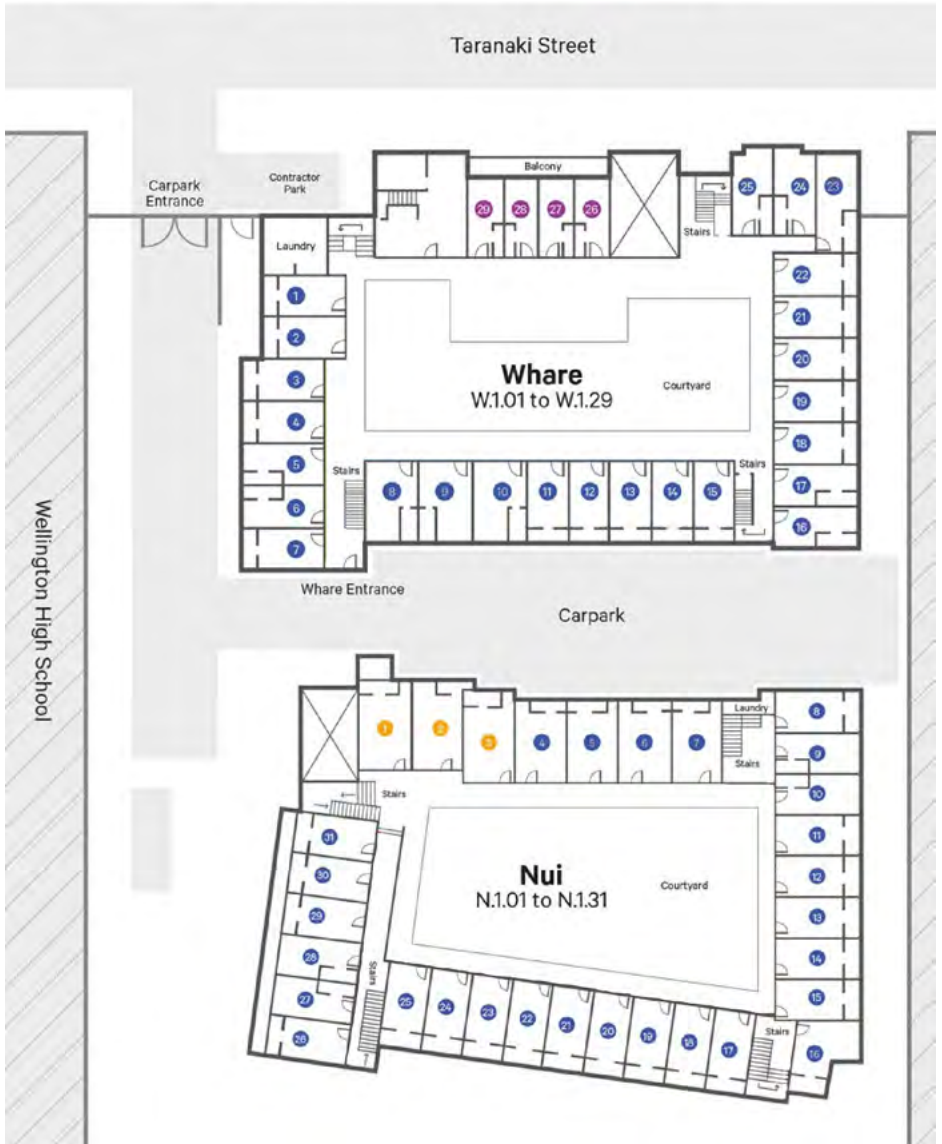 Taranaki Street
Balcony
Carpark
Entrance
Contractor
Park
29
28
27
26
25
24
23
Stairs
Laundry
1
22
2
21
Whare
W.1.01 to W.1.29
Courtyard
20
3
19
4
18
5
Stairs
Stairs
17
8
9
10
11
12
13
14
15
6
16
7
Wellington High School
Whare Entrance
Carpark
Laundry
8
1
2
3
4
5
6
7
9
Stairs
10
Stairs
11
31
Nui
N.1.01 to N.1.31
Courtyard
12
30
13
29
14
28
Stairs
15
27
25
24
23
22
21
20
19
18
17
Stairs
16
26